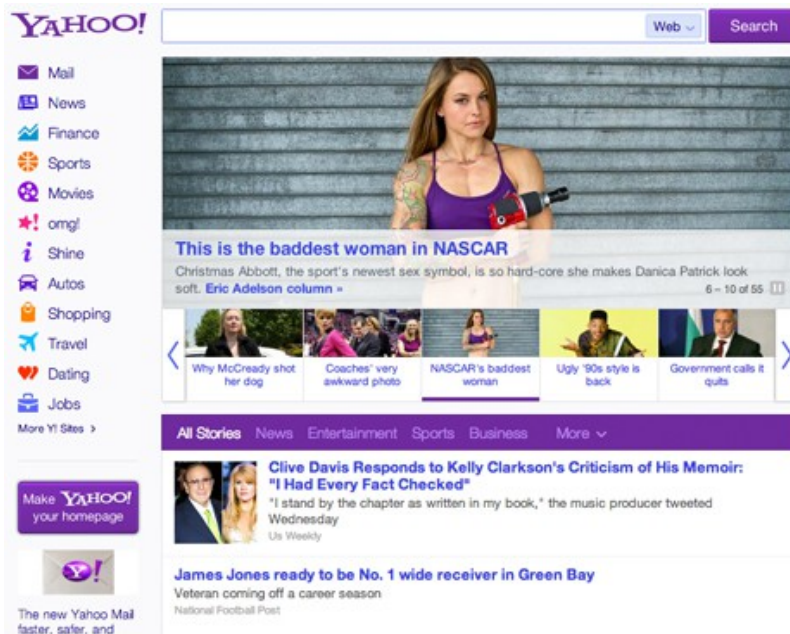 YAHOO!
Web
Search
Mail
News
Finance
Sports
Movies
omg!
Shine
Autos
Shopping
Travel
Dating
Jobs
More Y! Sites >
Make YAHOO!
your homepage
Y!
The new Yahoo Mail
faster, safer, and
This is the baddest woman in NASCAR
Christmas Abbott, the sport's newest sex symbol, is so hard-core she makes Danica Patrick look
soft. Eric Adelson column »
6 – 10 of 55
Why McCready shot
her dog
Coaches' very
awkward photo
NASCAR's baddest
woman
Ugly '90s style is
back
Government calls it
quits
All Stories News Entertainment Sports Business More
Clive Davis Responds to Kelly Clarkson's Criticism of His Memoir:
"I Had Every Fact Checked"
"I stand by the chapter as written in my book," the music producer tweeted
Wednesday
Us Weekly
James Jones ready to be No. 1 wide receiver in Green Bay
Veteran coming off a career season
National Football Post